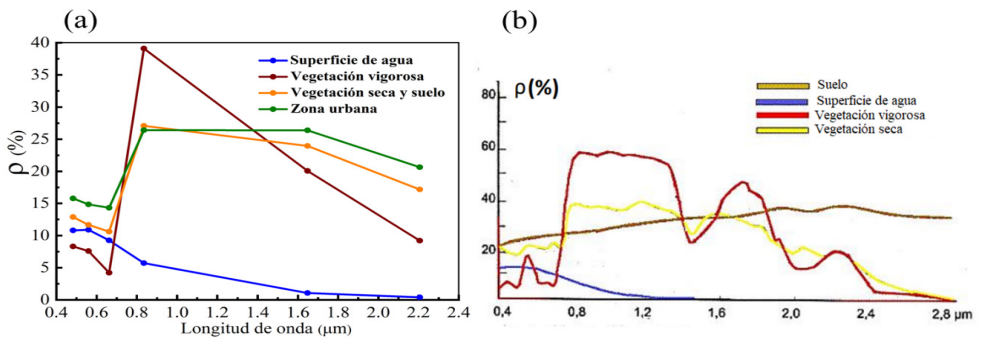 (a)
40
35
30
25
20
15
10
5
0
ρ (%)
Superficie de agua
Vegetación vigorosa
Vegetación seca y suelo
Zona urbana
0.4 0.6 0.8 1.0 1.2 1.4 1.6 1.8 2.0 2.2 2.4
Longitud de onda (μm)
(b)
ρ(%)
80
60
40
20
Suelo
Superficie de agua
Vegetación vigorosa
Vegetación seca
0,4 0,8 1,2 1,6 2,0 2,4 2,8 μm